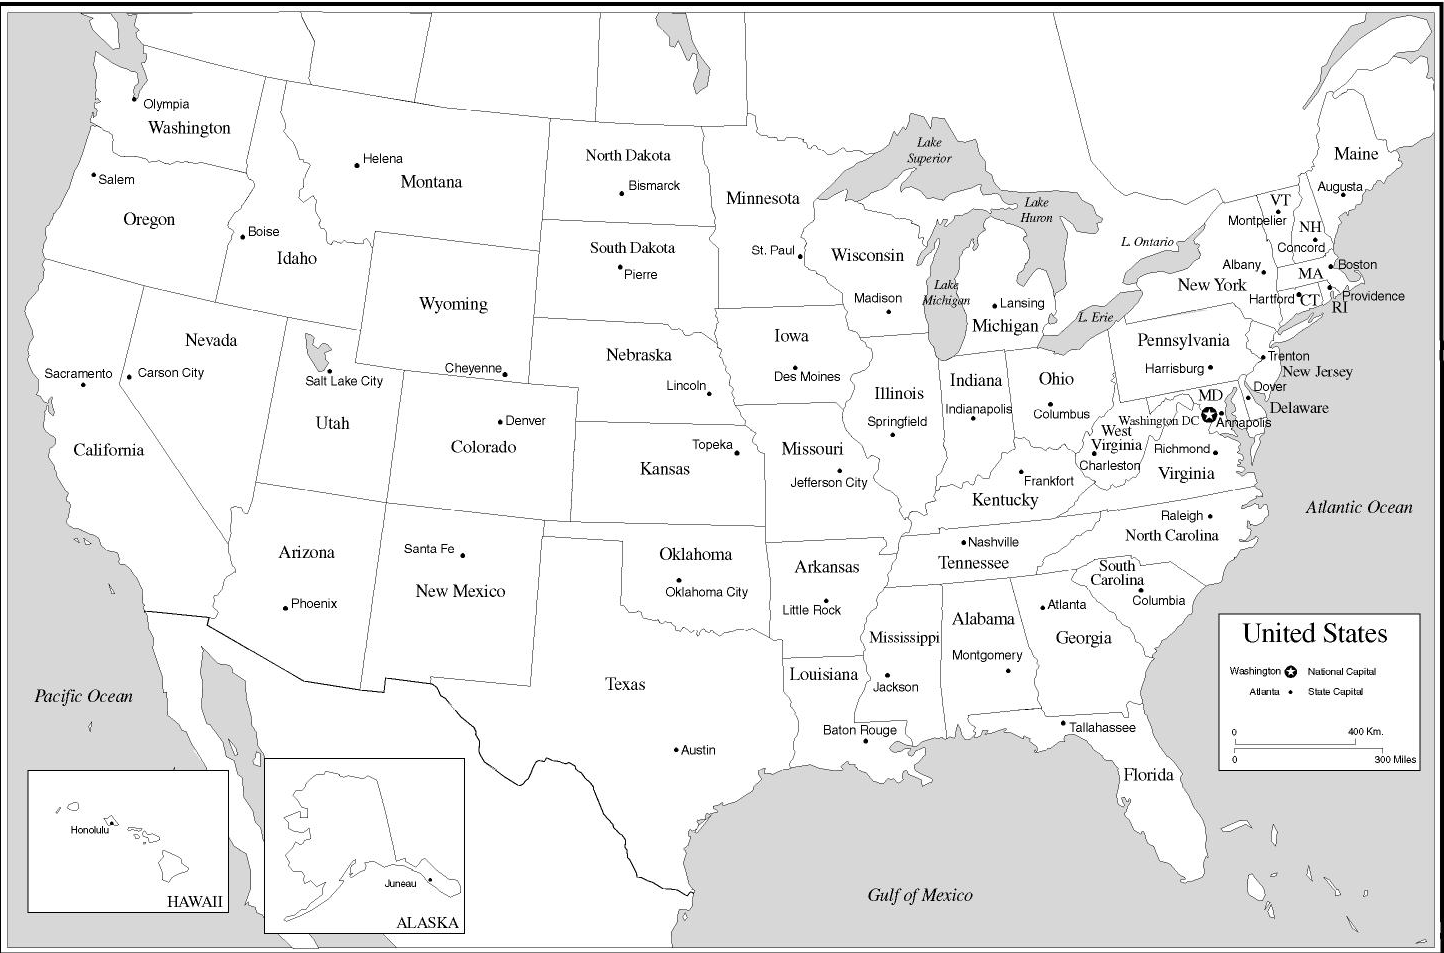 Olympia
Washington
Helena
Montana
North Dakota
Bismarck
Minnesota
Lake
Superior
Maine
Salem
Oregon
Boise
Idaho
Augusta
VT
Montpelier
NH
Concord
Lake
Huron
L. Ontario
South Dakota
Pierre
St. Paul
Wisconsin
Madison
Lake
Michigan
Lansing
Michigan
Albany
New York
MA
Boston
Hartford
CT
Providence
RI
L. Erie
Wyoming
Cheyenne
Nevada
Sacramento
Carson City
Salt Lake City
Utah
California
Nebraska
Lincoln
Iowa
Des Moines
Pennsylvania
Harrisburg
Trenton
New Jersey
Dover
Delaware
MD
Washington DC
Annapolis
Illinois
Springfield
Indiana
Indianapolis
Ohio
Columbus
West
Virginia
Charleston
Richmond
Virginia
Denver
Colorado
Topeka
Kansas
Missouri
Jefferson City
Frankfort
Kentucky
Atlantic Ocean
Raleigh
North Carolina
Nashville
Tennessee
South
Carolina
Columbia
Arizona
Phoenix
Santa Fe
New Mexico
Oklahoma
Oklahoma City
Arkansas
Little Rock
Mississippi
Jackson
Alabama
Montgomery
Atlanta
Georgia
Louisiana
Baton Rouge
Texas
Austin
Tallahassee
Florida
Pacific Ocean
Gulf of Mexico
Honolulu
HAWAII
Juneau
ALASKA
United States
Washington National Capital
Atlanta State Capital
0 400 Km.
0 300 Miles